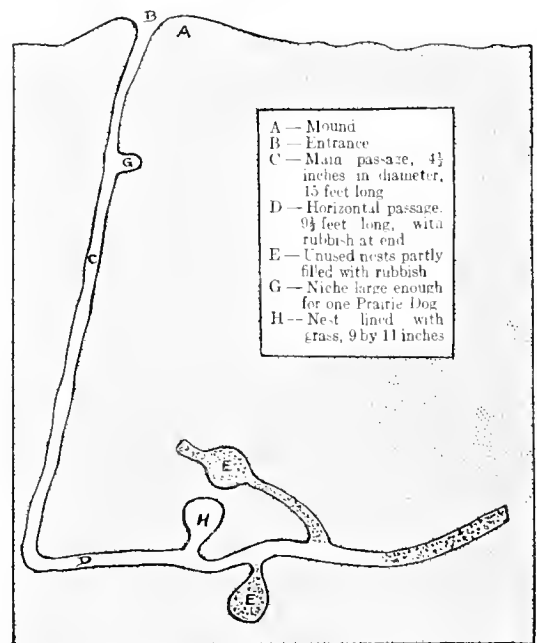 B
A
G
C
A — Mound
B — Entrance
C — Main passage, 4½
inches in diameter,
15 feet long
D — Horizontal passage.
9½ feet long, with
rubbish at end
E — Unused nests partly
filled with rubbish
G — Niche large enough
for one Prairie Dog
H — Nest lined with
grass, 9 by 11 inches
E
H
D
E